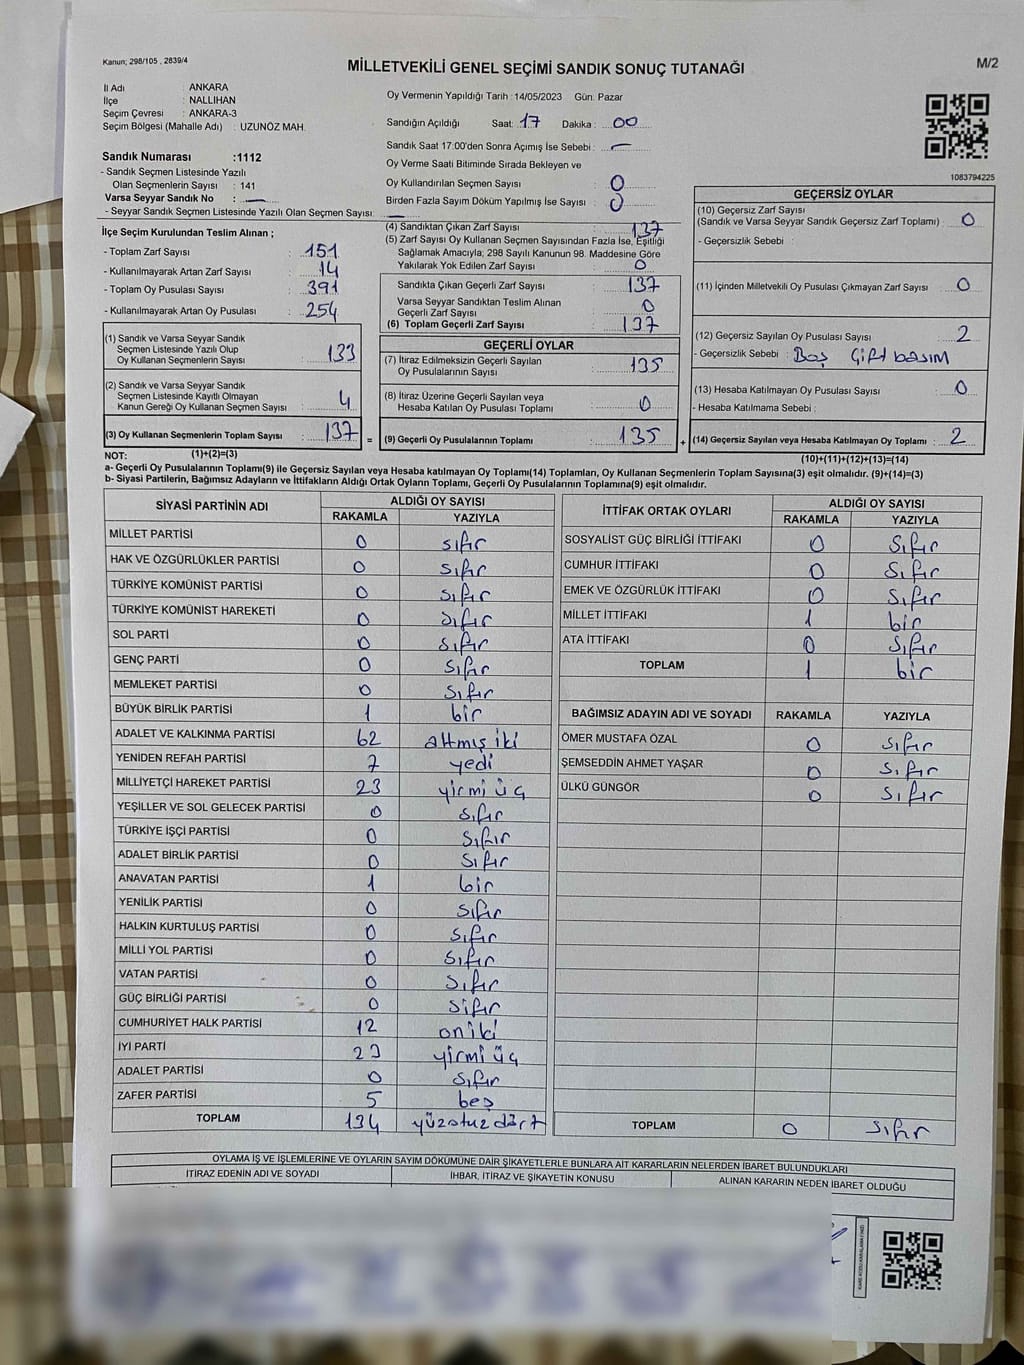 Kanun; 298/105 , 2839/4
MİLLETVEKİLİ GENEL SEÇİMİ SANDIK SONUÇ TUTANAĞI
M/2
İl Adı : ANKARA
İlçe : NALLIHAN
Seçim Çevresi : ANKARA-3
Seçim Bölgesi (Mahalle Adı) : UZUNÖZ MAH.
Sandık Numarası :1112
- Sandık Seçmen Listesinde Yazılı
Olan Seçmenlerin Sayısı : 141
Varsa Seyyar Sandık No : —
- Seyyar Sandık Seçmen Listesinde Yazılı Olan Seçmen Sayısı: —
Oy Vermenin Yapıldığı Tarih :14/05/2023 Gün: Pazar
Sandığın Açıldığı Saat: 17 Dakika : 00
Sandık Saat 17:00'den Sonra Açımış İse Sebebi : —
Oy Verme Saati Bitiminde Sırada Bekleyen ve
Oy Kullandırılan Seçmen Sayısı : 0
Birden Fazla Sayım Döküm Yapılmış İse Sayısı : 0
1083794225
İlçe Seçim Kurulundan Teslim Alınan ;
- Toplam Zarf Sayısı : 151
- Kullanılmayarak Artan Zarf Sayısı : 14
- Toplam Oy Pusulası Sayısı : 391
- Kullanılmayarak Artan Oy Pusulası : 254
(1) Sandık ve Varsa Seyyar Sandık
Seçmen Listesinde Yazılı Olup
Oy Kullanan Seçmenlerin Sayısı : 133
(2) Sandık ve Varsa Seyyar Sandık
Seçmen Listesinde Kayıtlı Olmayan
Kanun Gereği Oy Kullanan Seçmen Sayısı : 4
(3) Oy Kullanan Seçmenlerin Toplam Sayısı : 137 =
(4) Sandıktan Çıkan Zarf Sayısı : 137
(5) Zarf Sayısı Oy Kullanan Seçmen Sayısından Fazla İse, Eşitliği
Sağlamak Amacıyla; 298 Sayılı Kanunun 98. Maddesine Göre
Yakılarak Yok Edilen Zarf Sayısı : 0
Sandıkta Çıkan Geçerli Zarf Sayısı : 137
Varsa Seyyar Sandıktan Teslim Alınan
Geçerli Zarf Sayısı : 0
(6) Toplam Geçerli Zarf Sayısı : 137
GEÇERLİ OYLAR
(7) İtiraz Edilmeksizin Geçerli Sayılan
Oy Pusulalarının Sayısı : 135
(8) İtiraz Üzerine Geçerli Sayılan veya
Hesaba Katılan Oy Pusulası Toplamı : 0
(9) Geçerli Oy Pusulalarının Toplamı : 135 +
GEÇERSİZ OYLAR
(10) Geçersiz Zarf Sayısı
(Sandık ve Varsa Seyyar Sandık Geçersiz Zarf Toplamı) : 0
- Geçersizlik Sebebi :
(11) İçinden Milletvekili Oy Pusulası Çıkmayan Zarf Sayısı : 0
(12) Geçersiz Sayılan Oy Pusulası Sayısı : 2
- Geçersizlik Sebebi : Boş Çift basım
(13) Hesaba Katılmayan Oy Pusulası Sayısı : 0
- Hesaba Katılmama Sebebi :
(14) Geçersiz Sayılan veya Hesaba Katılmayan Oy Toplamı : 2
NOT: (1)+(2)=(3)
(10)+(11)+(12)+(13)=(14)
a- Geçerli Oy Pusulalarının Toplamı(9) ile Geçersiz Sayılan veya Hesaba katılmayan Oy Toplamı(14) Toplamları, Oy Kullanan Seçmenlerin Toplam Sayısına(3) eşit olmalıdır. (9)+(14)=(3)
b- Siyasi Partilerin, Bağımsız Adayların ve İttifakların Aldığı Ortak Oyların Toplamı, Geçerli Oy Pusulalarının Toplamına(9) eşit olmalıdır.
SİYASİ PARTİNİN ADI ALDIĞI OY SAYISI
RAKAMLA YAZIYLA
MİLLET PARTİSİ 0 sıfır
HAK VE ÖZGÜRLÜKLER PARTİSİ 0 sıfır
TÜRKİYE KOMÜNİST PARTİSİ 0 sıfır
TÜRKİYE KOMÜNİST HAREKETİ 0 sıfır
SOL PARTİ 0 sıfır
GENÇ PARTİ 0 sıfır
MEMLEKET PARTİSİ 0 sıfır
BÜYÜK BİRLİK PARTİSİ 1 bir
ADALET VE KALKINMA PARTİSİ 62 altmış iki
YENİDEN REFAH PARTİSİ 7 yedi
MİLLİYETÇİ HAREKET PARTİSİ 23 yirmi üç
YEŞİLLER VE SOL GELECEK PARTİSİ 0 sıfır
TÜRKİYE İŞÇİ PARTİSİ 0 sıfır
ADALET BİRLİK PARTİSİ 0 sıfır
ANAVATAN PARTİSİ 1 bir
YENİLİK PARTİSİ 0 sıfır
HALKIN KURTULUŞ PARTİSİ 0 sıfır
MİLLİ YOL PARTİSİ 0 sıfır
VATAN PARTİSİ 0 sıfır
GÜÇ BİRLİĞİ PARTİSİ 0 sıfır
CUMHURİYET HALK PARTİSİ 12 on iki
İYİ PARTİ 23 yirmi üç
ADALET PARTİSİ 0 sıfır
ZAFER PARTİSİ 5 beş
TOPLAM 134 yüzotuz dört
İTTİFAK ORTAK OYLARI ALDIĞI OY SAYISI
RAKAMLA YAZIYLA
SOSYALİST GÜÇ BİRLİĞİ İTTİFAKI 0 sıfır
CUMHUR İTTİFAKI 0 sıfır
EMEK VE ÖZGÜRLÜK İTTİFAKI 0 sıfır
MİLLET İTTİFAKI 1 bir
ATA İTTİFAKI 0 sıfır
TOPLAM 1 bir
BAĞIMSIZ ADAYIN ADI VE SOYADI RAKAMLA YAZIYLA
ÖMER MUSTAFA ÖZAL 0 sıfır
ŞEMSEDDİN AHMET YAŞAR 0 sıfır
ÜLKÜ GÜNGÖR 0 sıfır
TOPLAM 0 sıfır
OYLAMA İŞ VE İŞLEMLERİNE VE OYLARIN SAYIM DÖKÜMÜNE DAİR ŞİKAYETLERLE BUNLARA AİT KARARLARIN NELERDEN İBARET BULUNDUKLARI
İTİRAZ EDENİN ADI VE SOYADI İHBAR, İTİRAZ VE ŞİKAYETİN KONUSU ALINAN KARARIN NEDEN İBARET OLDUĞU